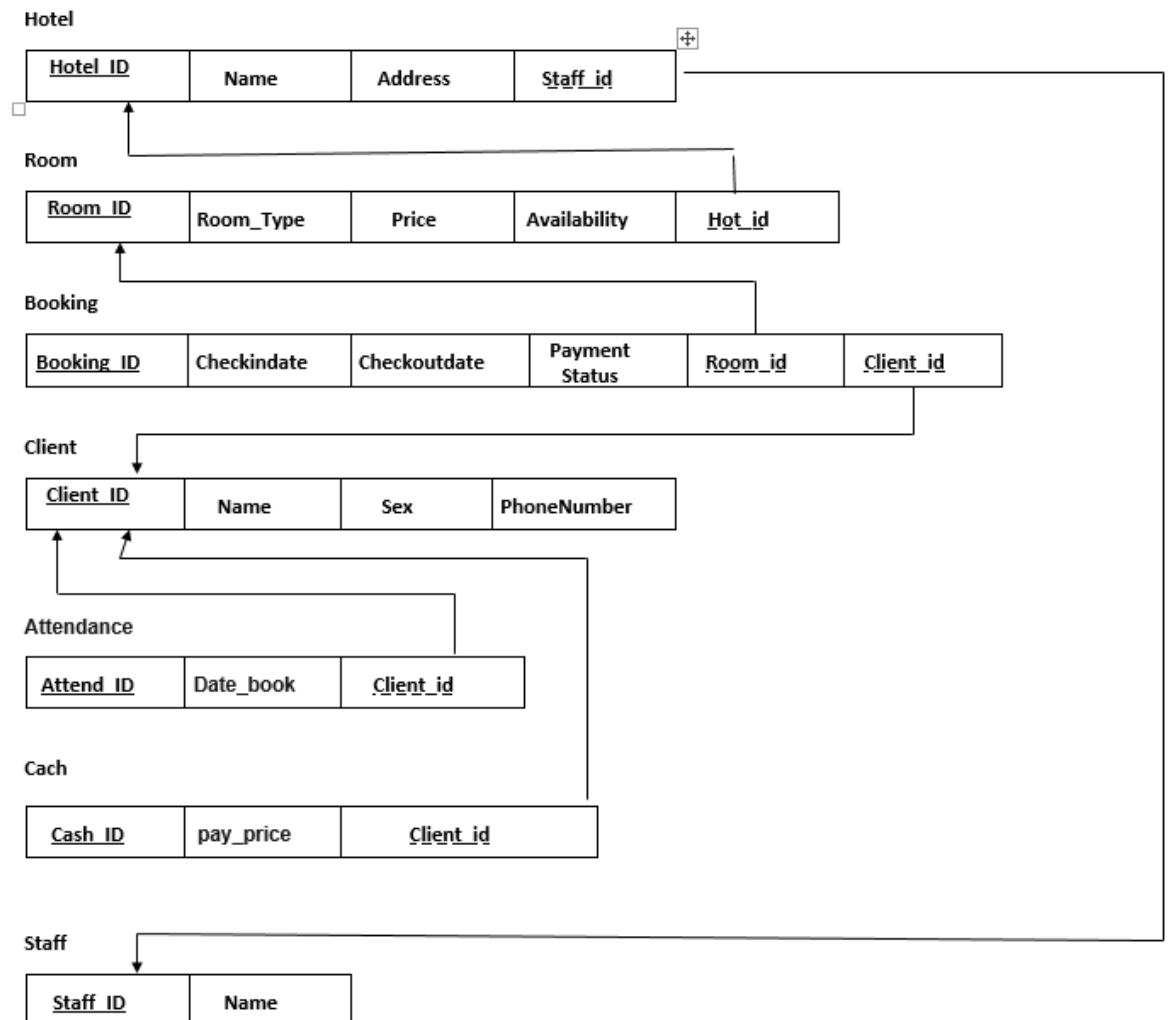 Hotel
Hotel_ID Name Address Staff_id
Room
Room_ID Room_Type Price Availability Hot_id
Booking
Booking_ID Checkindate Checkoutdate Payment Status Room_id Client_id
Client
Client_ID Name Sex PhoneNumber
Attendance
Attend_ID Date_book Client_id
Cach
Cash_ID pay_price Client_id
Staff
Staff_ID Name